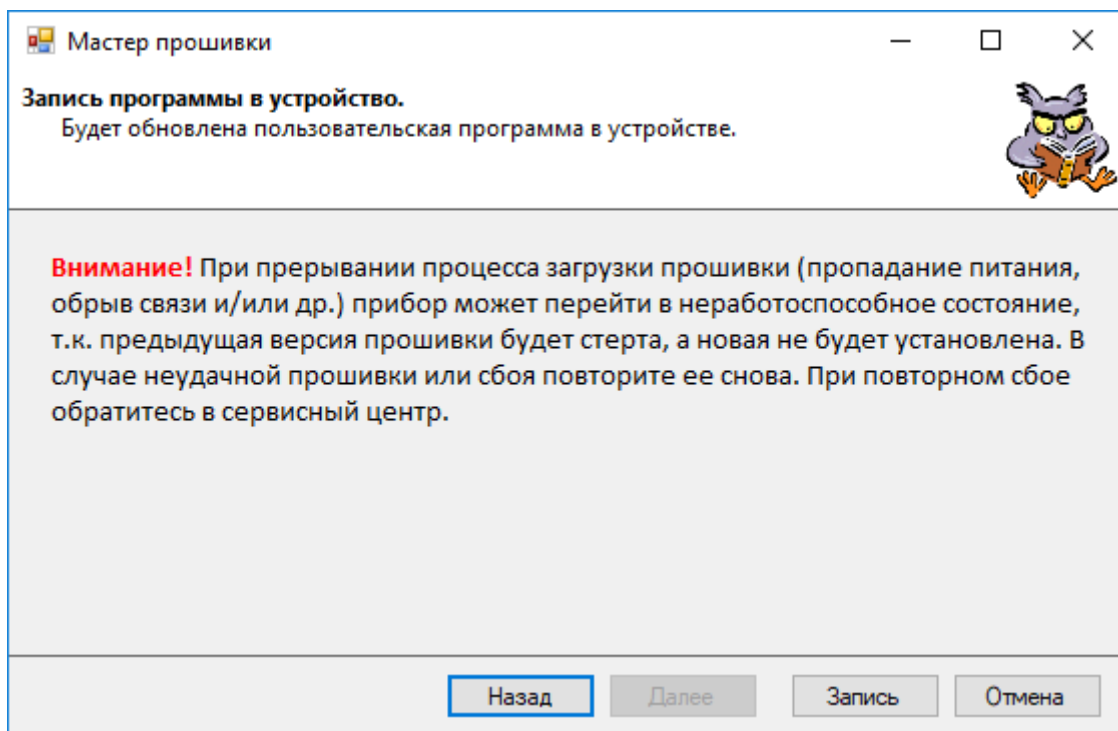 Мастер прошивки
Запись программы в устройство.
Будет обновлена пользовательская программа в устройстве.
Внимание! При прерывании процесса загрузки прошивки (пропадание питания,
обрыв связи и/или др.) прибор может перейти в неработоспособное состояние,
т.к. предыдущая версия прошивки будет стерта, а новая не будет установлена. В
случае неудачной прошивки или сбоя повторите ее снова. При повторном сбое
обратитесь в сервисный центр.
Назад Далее Запись Отмена